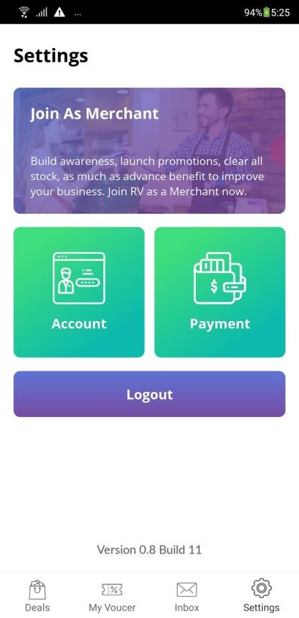 94% 5:25
Settings
Join As Merchant
Build awareness, launch promotions, clear all
stock, as much as advance benefit to improve
your business. Join RV as a Merchant now.
Account
Payment
Logout
Version 0.8 Build 11
Deals
My Voucer
Inbox
Settings